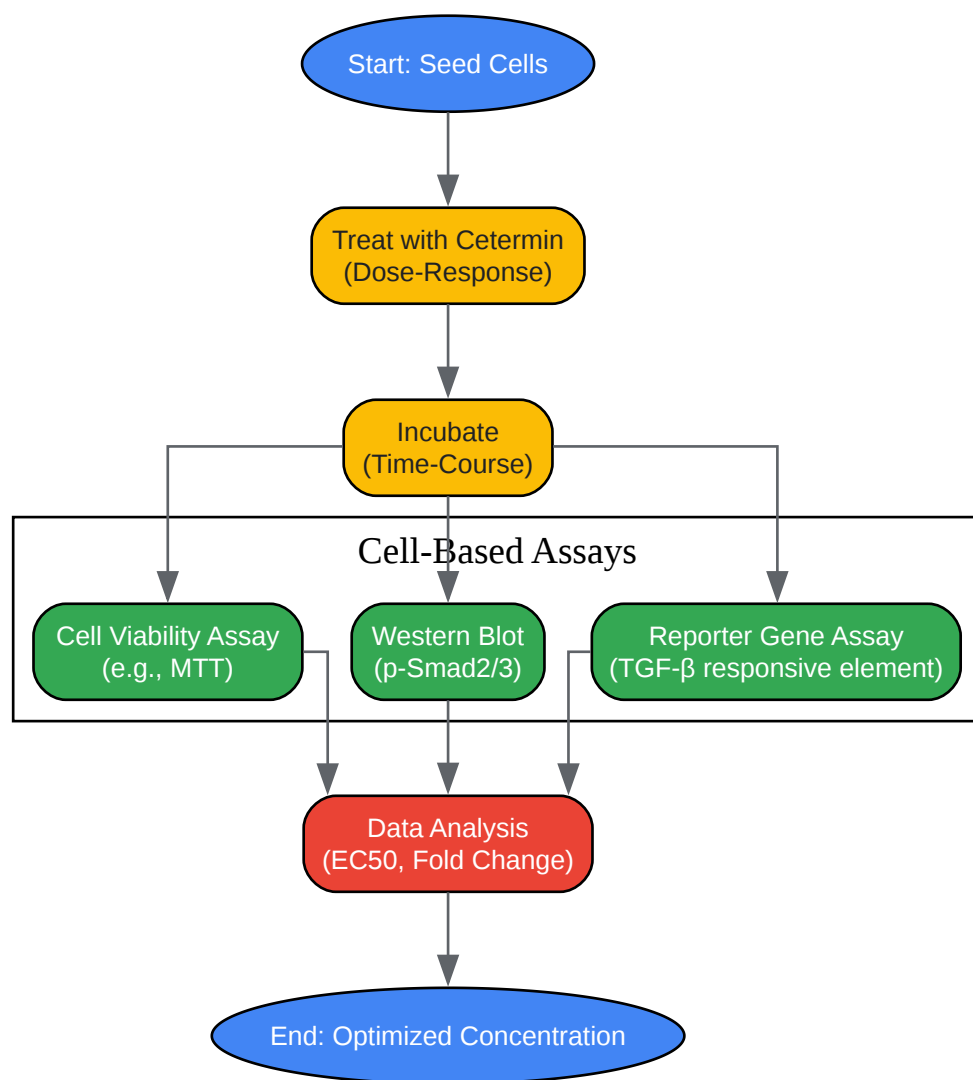 Start: Seed Cells
Treat with Cetermin
(Dose-Response)
Incubate
(Time-Course)
Cell-Based Assays
Cell Viability Assay
(e.g., MTT)
Western Blot
(p-Smad2/3)
Reporter Gene Assay
(TGF-β responsive element)
Data Analysis
(EC50, Fold Change)
End: Optimized Concentration